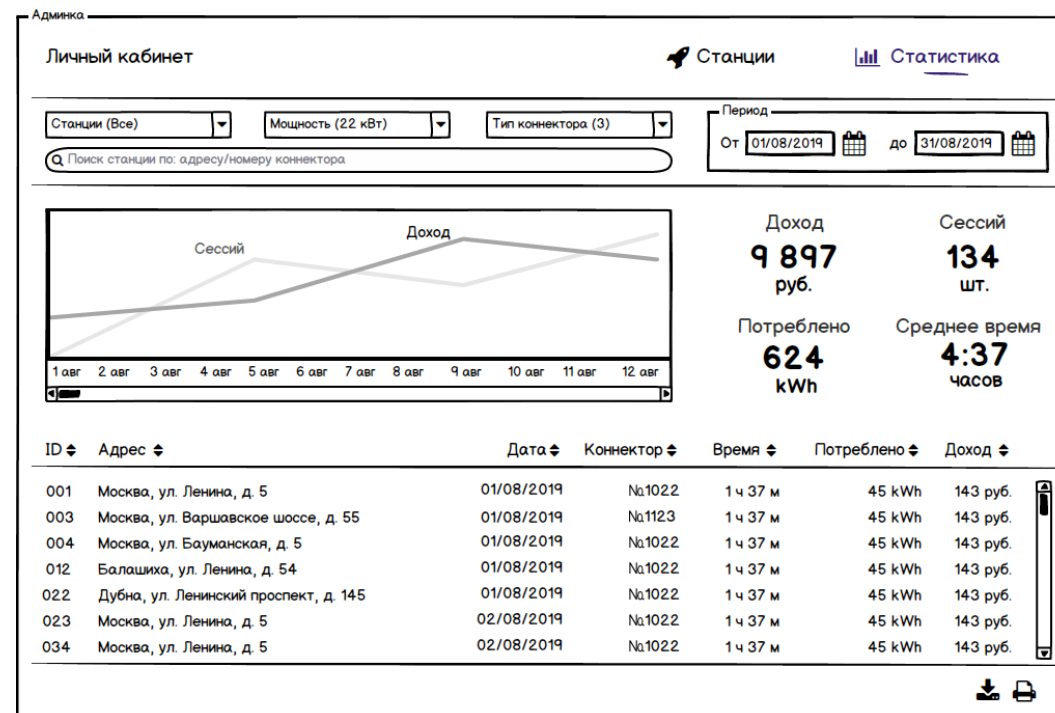 Админка
Личный кабинет Станции Статистика
Станции (Все) Мощность (22 кВт) Тип коннектора (3)
Период
От 01/08/2019 до 31/08/2019
Поиск станции по: адресу/номеру коннектора
Сессий Доход
1 авг 2 авг 3 авг 4 авг 5 авг 6 авг 7 авг 8 авг 9 авг 10 авг 11 авг 12 авг
Доход
9 897
руб.
Сессий
134
шт.
Потреблено
624
kWh
Среднее время
4:37
часов
ID Адрес Дата Коннектор Время Потреблено Доход
001 Москва, ул. Ленина, д. 5 01/08/2019 №1022 1 ч 37 м 45 kWh 143 руб.
003 Москва, ул. Варшавское шоссе, д. 55 01/08/2019 №1123 1 ч 37 м 45 kWh 143 руб.
004 Москва, ул. Бауманская, д. 5 01/08/2019 №1022 1 ч 37 м 45 kWh 143 руб.
012 Балашиха, ул. Ленина, д. 54 01/08/2019 №1022 1 ч 37 м 45 kWh 143 руб.
022 Дубна, ул. Ленинский проспект, д. 145 01/08/2019 №1022 1 ч 37 м 45 kWh 143 руб.
023 Москва, ул. Ленина, д. 5 02/08/2019 №1022 1 ч 37 м 45 kWh 143 руб.
034 Москва, ул. Ленина, д. 5 02/08/2019 №1022 1 ч 37 м 45 kWh 143 руб.